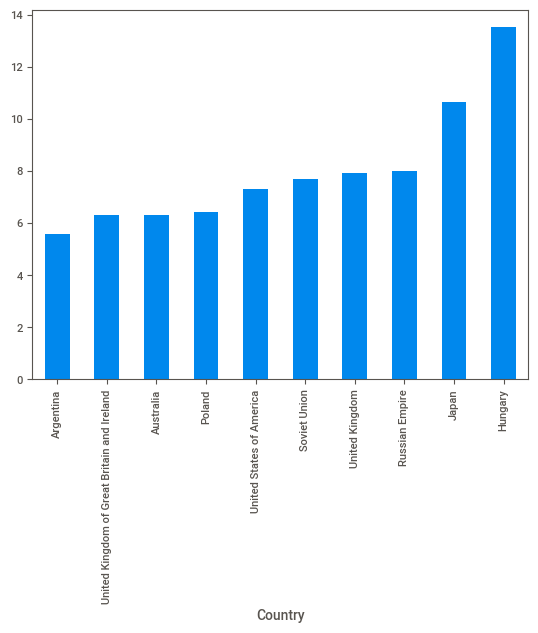 14
12
10
8
6
4
2
0
Argentina
United Kingdom of Great Britain and Ireland
Australia
Poland
United States of America
Soviet Union
United Kingdom
Russian Empire
Japan
Hungary
Country